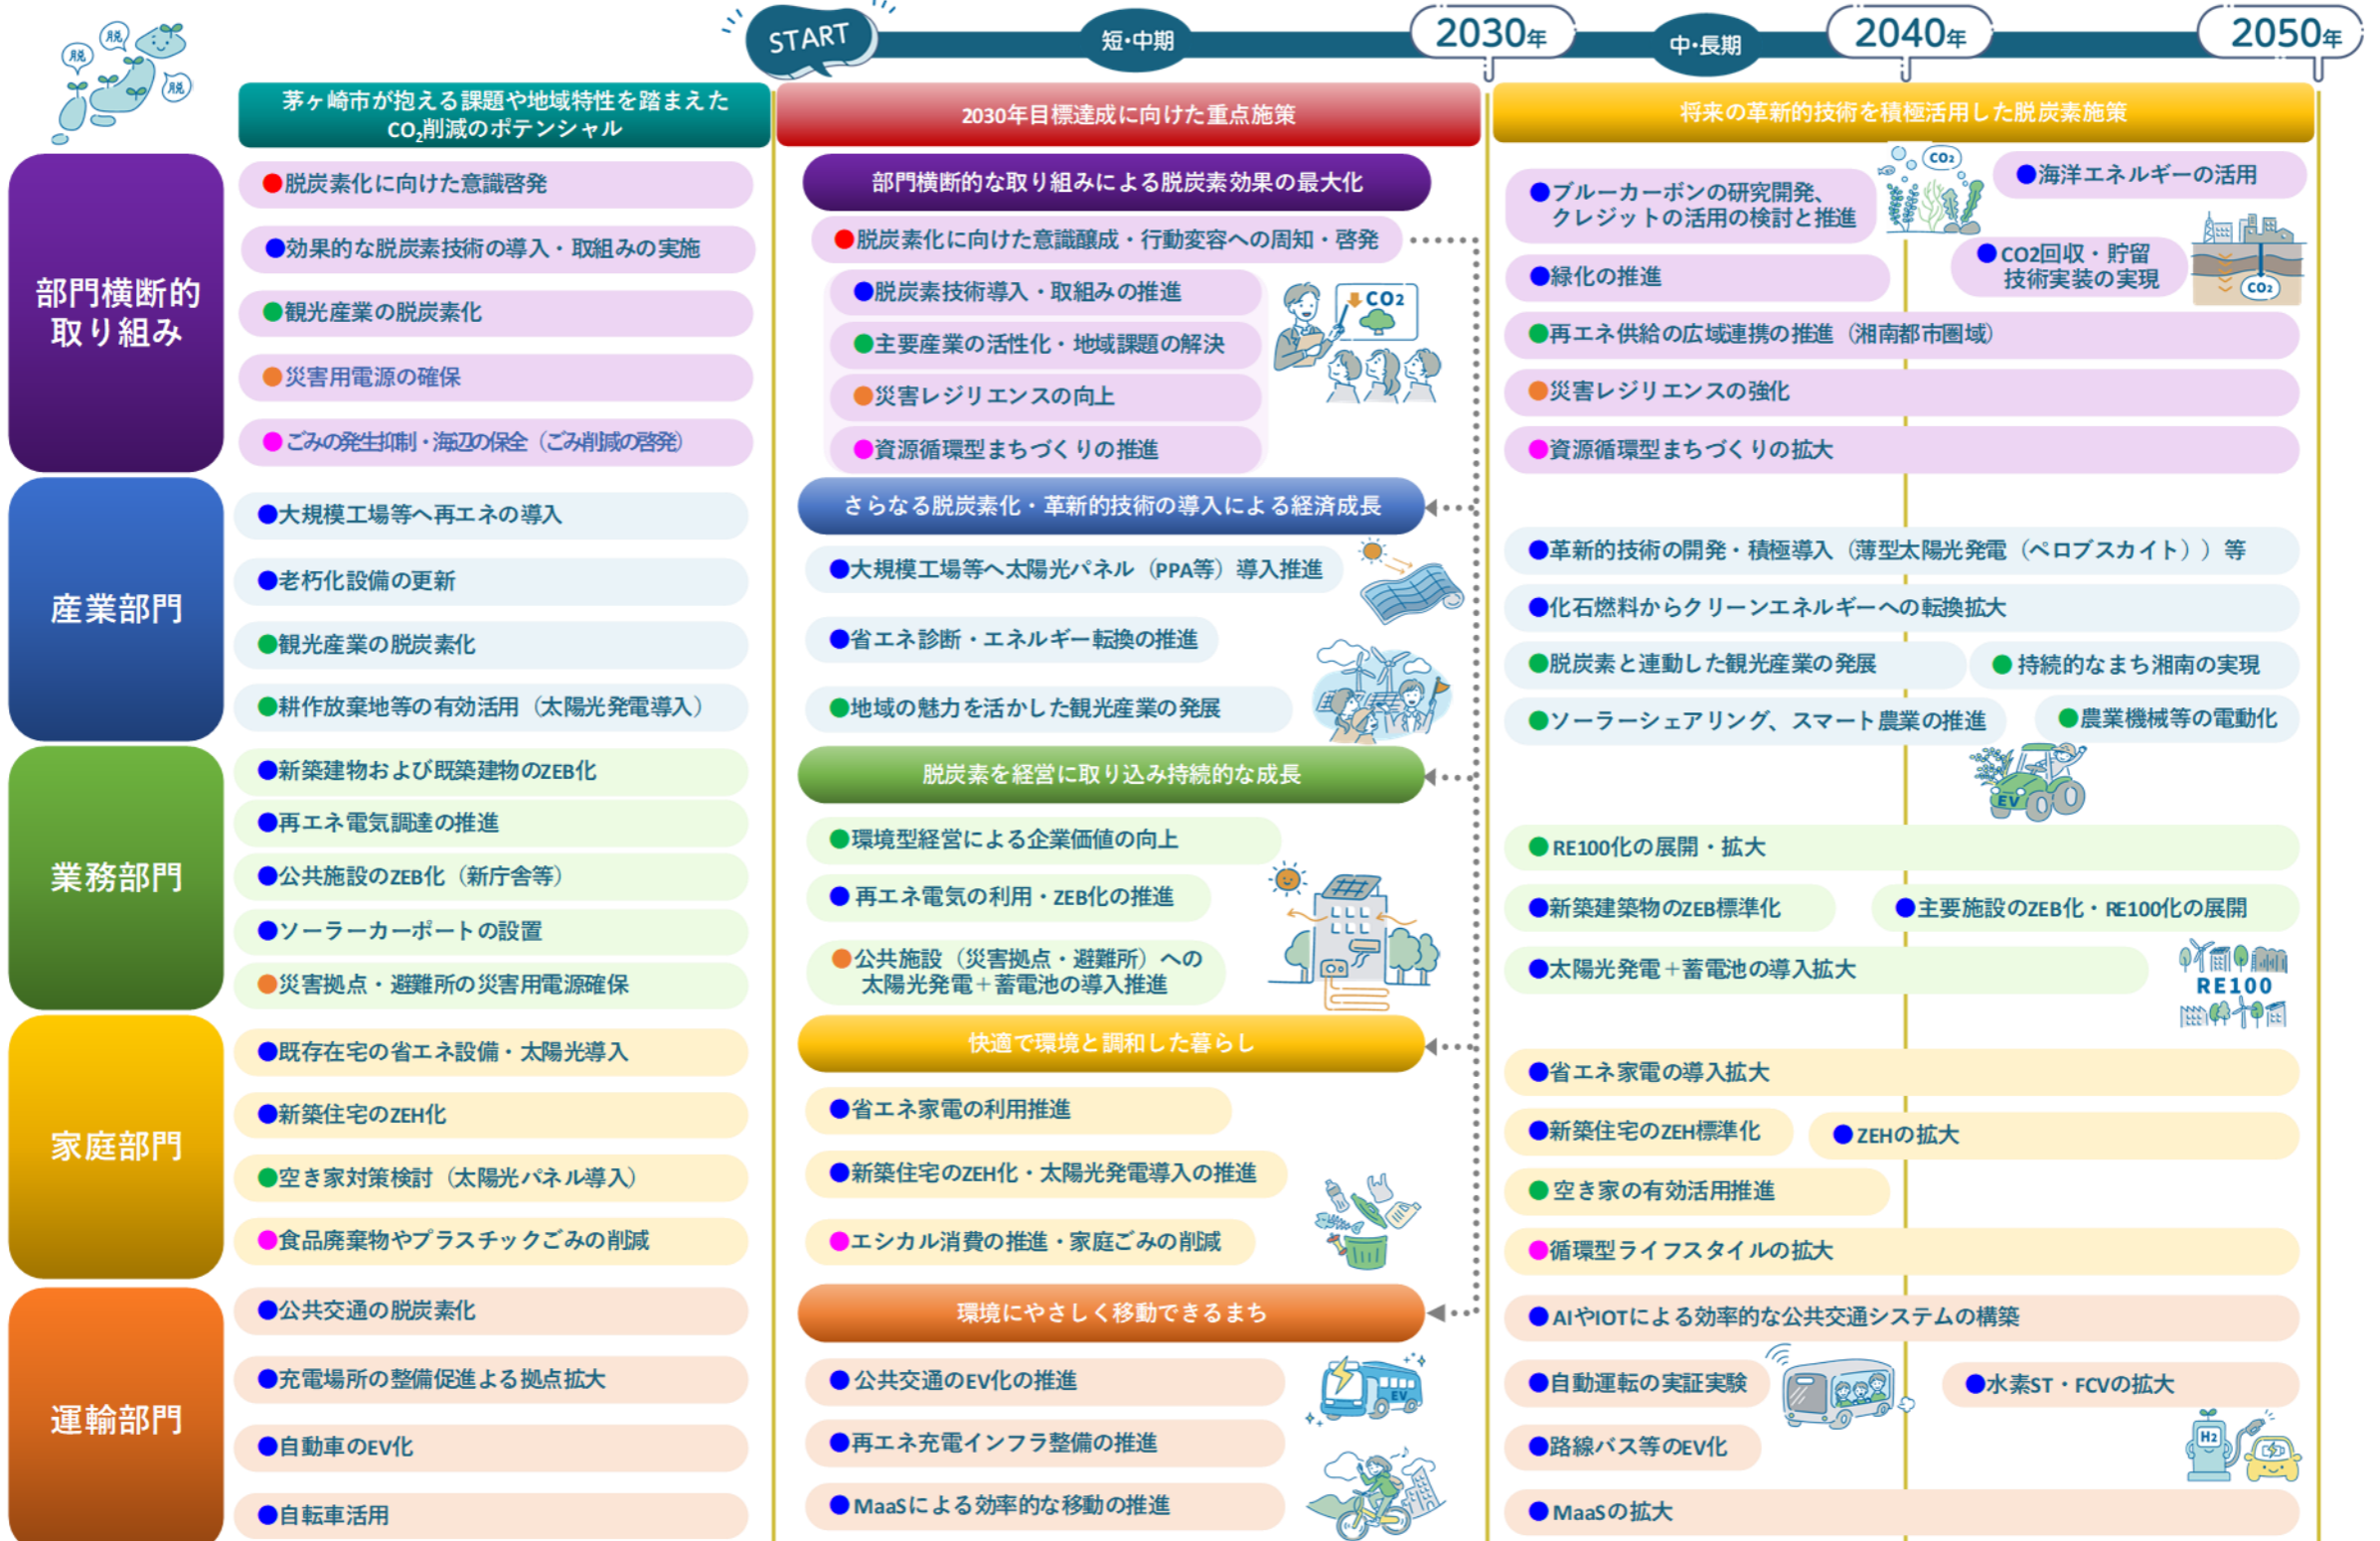 脱
脱
脱
START
短・中期
2030年
中・長期
2040年
2050年
茅ヶ崎市が抱える課題や地域特性を踏まえた
CO₂削減のポテンシャル
2030年目標達成に向けた重点施策
将来の革新的技術を積極活用した脱炭素施策
部門横断的
取り組み
●脱炭素化に向けた意識啓発
●効果的な脱炭素技術の導入・取組みの実施
●観光産業の脱炭素化
●災害用電源の確保
●ごみの発生抑制・海辺の保全（ごみ削減の啓発）
部門横断的な取り組みによる脱炭素効果の最大化
●脱炭素化に向けた意識醸成・行動変容への周知・啓発
●脱炭素技術導入・取組みの推進
●主要産業の活性化・地域課題の解決
●災害レジリエンスの向上
●資源循環型まちづくりの推進
CO2
●ブルーカーボンの研究開発、
クレジットの活用の検討と推進
CO2
●海洋エネルギーの活用
●緑化の推進
●CO2回収・貯留
技術実装の実現
CO2
●再エネ供給の広域連携の推進（湘南都市圏域）
●災害レジリエンスの強化
●資源循環型まちづくりの拡大
産業部門
●大規模工場等へ再エネの導入
●老朽化設備の更新
●観光産業の脱炭素化
●耕作放棄地等の有効活用（太陽光発電導入）
さらなる脱炭素化・革新的技術の導入による経済成長
●大規模工場等へ太陽光パネル（PPA等）導入推進
●省エネ診断・エネルギー転換の推進
●地域の魅力を活かした観光産業の発展
●革新的技術の開発・積極導入（薄型太陽光発電（ペロブスカイト））等
●化石燃料からクリーンエネルギーへの転換拡大
●脱炭素と連動した観光産業の発展
●持続的なまち湘南の実現
●ソーラーシェアリング、スマート農業の推進
●農業機械等の電動化
EV
業務部門
●新築建物および既築建物のZEB化
●再エネ電気調達の推進
●公共施設のZEB化（新庁舎等）
●ソーラーカーポートの設置
●災害拠点・避難所の災害用電源確保
脱炭素を経営に取り込み持続的な成長
●環境型経営による企業価値の向上
●再エネ電気の利用・ZEB化の推進
●公共施設（災害拠点・避難所）への
太陽光発電＋蓄電池の導入推進
●RE100化の展開・拡大
●新築建築物のZEB標準化
●主要施設のZEB化・RE100化の展開
●太陽光発電＋蓄電池の導入拡大
RE100
家庭部門
●既存在宅の省エネ設備・太陽光導入
●新築住宅のZEH化
●空き家対策検討（太陽光パネル導入）
●食品廃棄物やプラスチックごみの削減
快適で環境と調和した暮らし
●省エネ家電の利用推進
●新築住宅のZEH化・太陽光発電導入の推進
●エシカル消費の推進・家庭ごみの削減
●省エネ家電の導入拡大
●新築住宅のZEH標準化
●ZEHの拡大
●空き家の有効活用推進
●循環型ライフスタイルの拡大
運輸部門
●公共交通の脱炭素化
●充電場所の整備促進よる拠点拡大
●自動車のEV化
●自転車活用
環境にやさしく移動できるまち
●公共交通のEV化の推進
EV
●再エネ充電インフラ整備の推進
●MaaSによる効率的な移動の推進
●AIやIOTによる効率的な公共交通システムの構築
●自動運転の実証実験
●水素ST・FCVの拡大
●路線バス等のEV化
H2
●MaaSの拡大